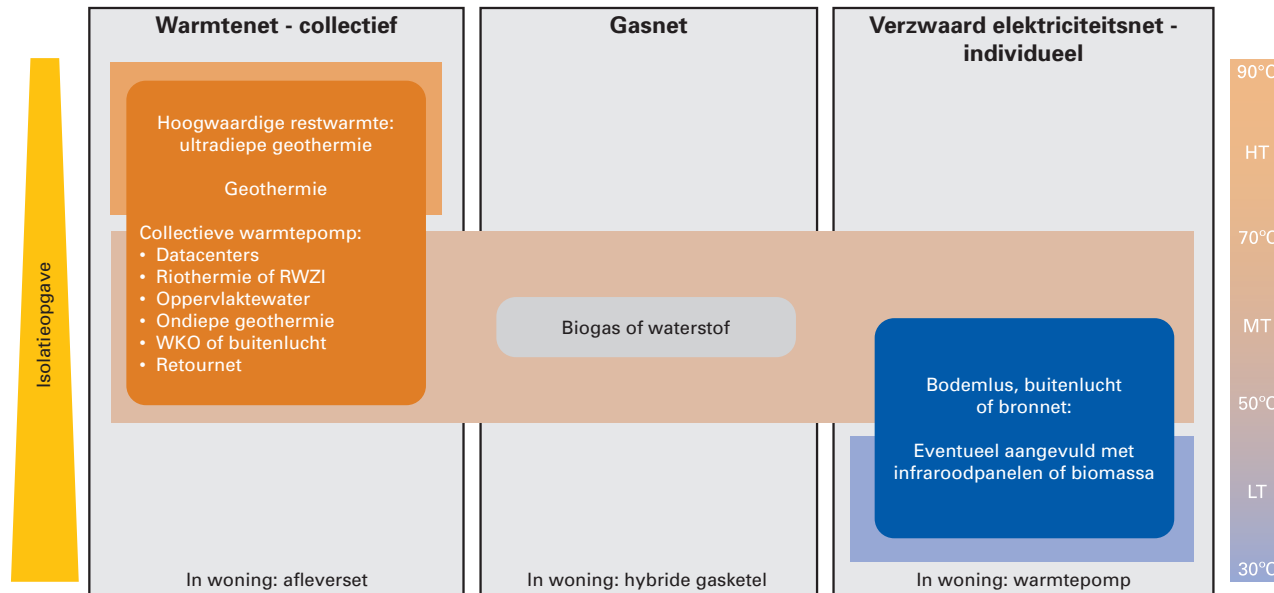 Warmtenet - collectief
Hoogwaardige restwarmte:
ultradiepe geothermie
Geothermie
Collectieve warmtepomp:
• Datacenters
• Riothermie of RWZI
• Oppervlaktewater
• Ondiepe geothermie
• WKO of buitenlucht
• Retournet
In woning: afleverset
Gasnet
Biogas of waterstof
In woning: hybride gasketel
Verzwaard elektriciteitsnet -
individueel
Bodemlus, buitenlucht
of bronnet:
Eventueel aangevuld met
infraroodpanelen of biomassa
In woning: warmtepomp
Isolatieopgave
90°C
HT
70°C
MT
50°C
LT
30°C